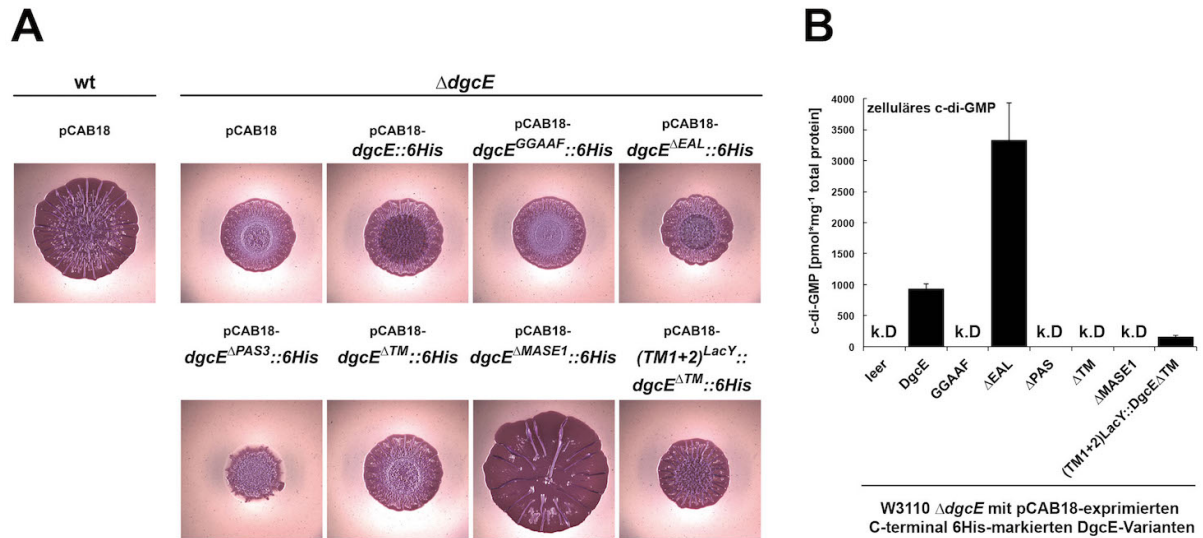 A
wt
ΔdgcE
pCAB18
pCAB18
pCAB18-
dgcE::6His
pCAB18-
dgcE^GGAAF::6His
pCAB18-
dgcE^ΔEAL::6His
pCAB18-
dgcE^ΔPAS3::6His
pCAB18-
dgcE^ΔTM::6His
pCAB18-
dgcE^ΔMASE1::6His
pCAB18-
(TM1+2)^LacY::
dgcE^ΔTM::6His
B
zelluläres c-di-GMP
c-di-GMP [pmol*mg⁻¹ total protein]
4000
3500
3000
2500
2000
1500
1000
500
0
k.D
k.D
k.D
k.D
k.D
leer
DgcE
GGAAF
ΔEAL
ΔPAS
ΔTM
ΔMASE1
(TM1+2)LacY::DgcEΔTM
W3110 ΔdgcE mit pCAB18-exprimierten
C-terminal 6His-markierten DgcE-Varianten